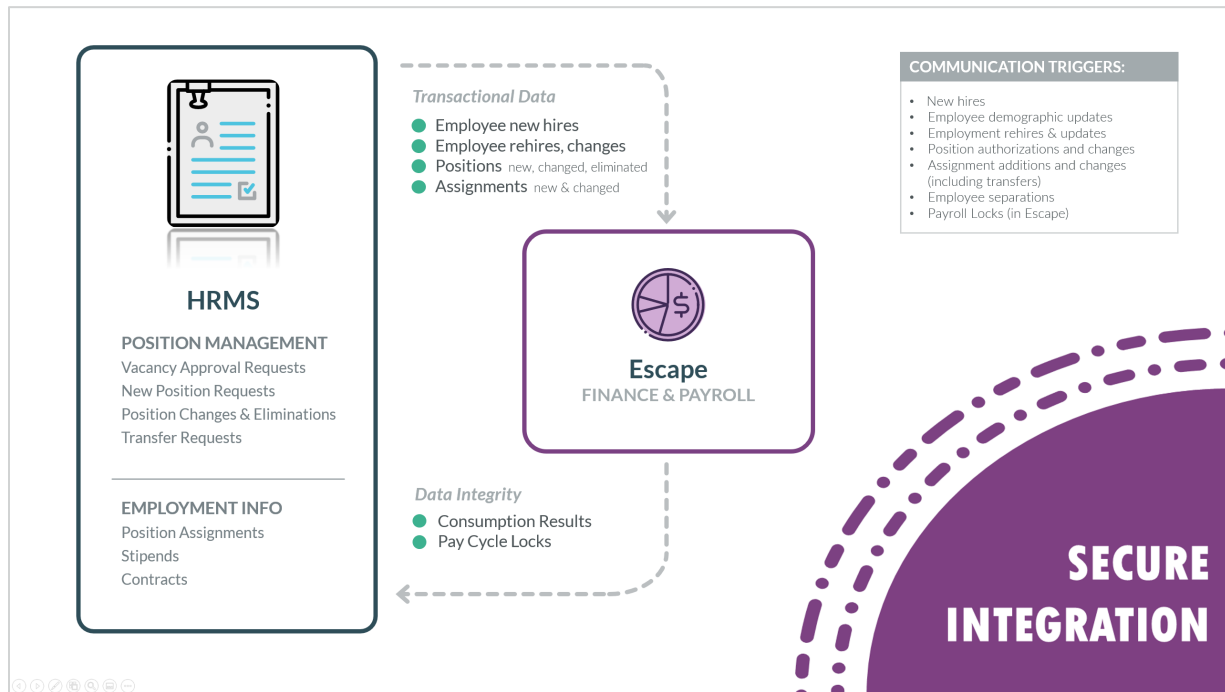 HRMS
POSITION MANAGEMENT
Vacancy Approval Requests
New Position Requests
Position Changes & Eliminations
Transfer Requests
EMPLOYMENT INFO
Position Assignments
Stipends
Contracts
Transactional Data
Employee new hires
Employee rehires, changes
Positions new, changed, eliminated
Assignments new & changed
$
Escape
FINANCE & PAYROLL
Data Integrity
Consumption Results
Pay Cycle Locks
COMMUNICATION TRIGGERS:
• New hires
• Employee demographic updates
• Employment rehires & updates
• Position authorizations and changes
• Assignment additions and changes
(including transfers)
• Employee separations
• Payroll Locks (in Escape)
SECURE
INTEGRATION